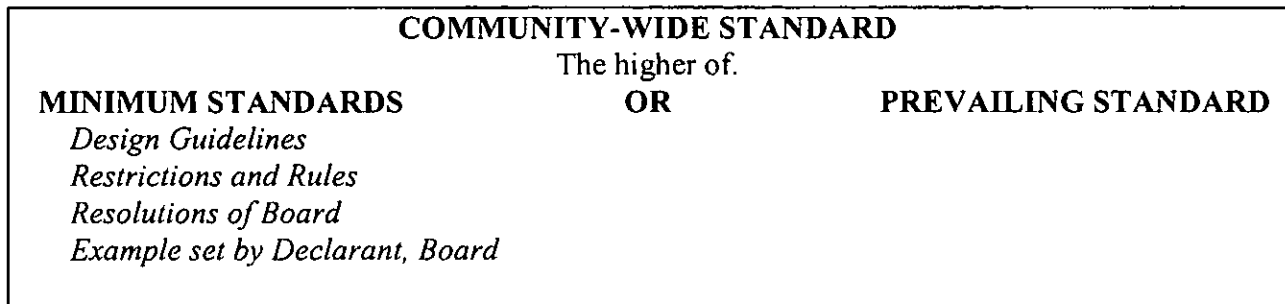 COMMUNITY-WIDE STANDARD
The higher of.
MINIMUM STANDARDS OR PREVAILING STANDARD
Design Guidelines
Restrictions and Rules
Resolutions of Board
Example set by Declarant, Board